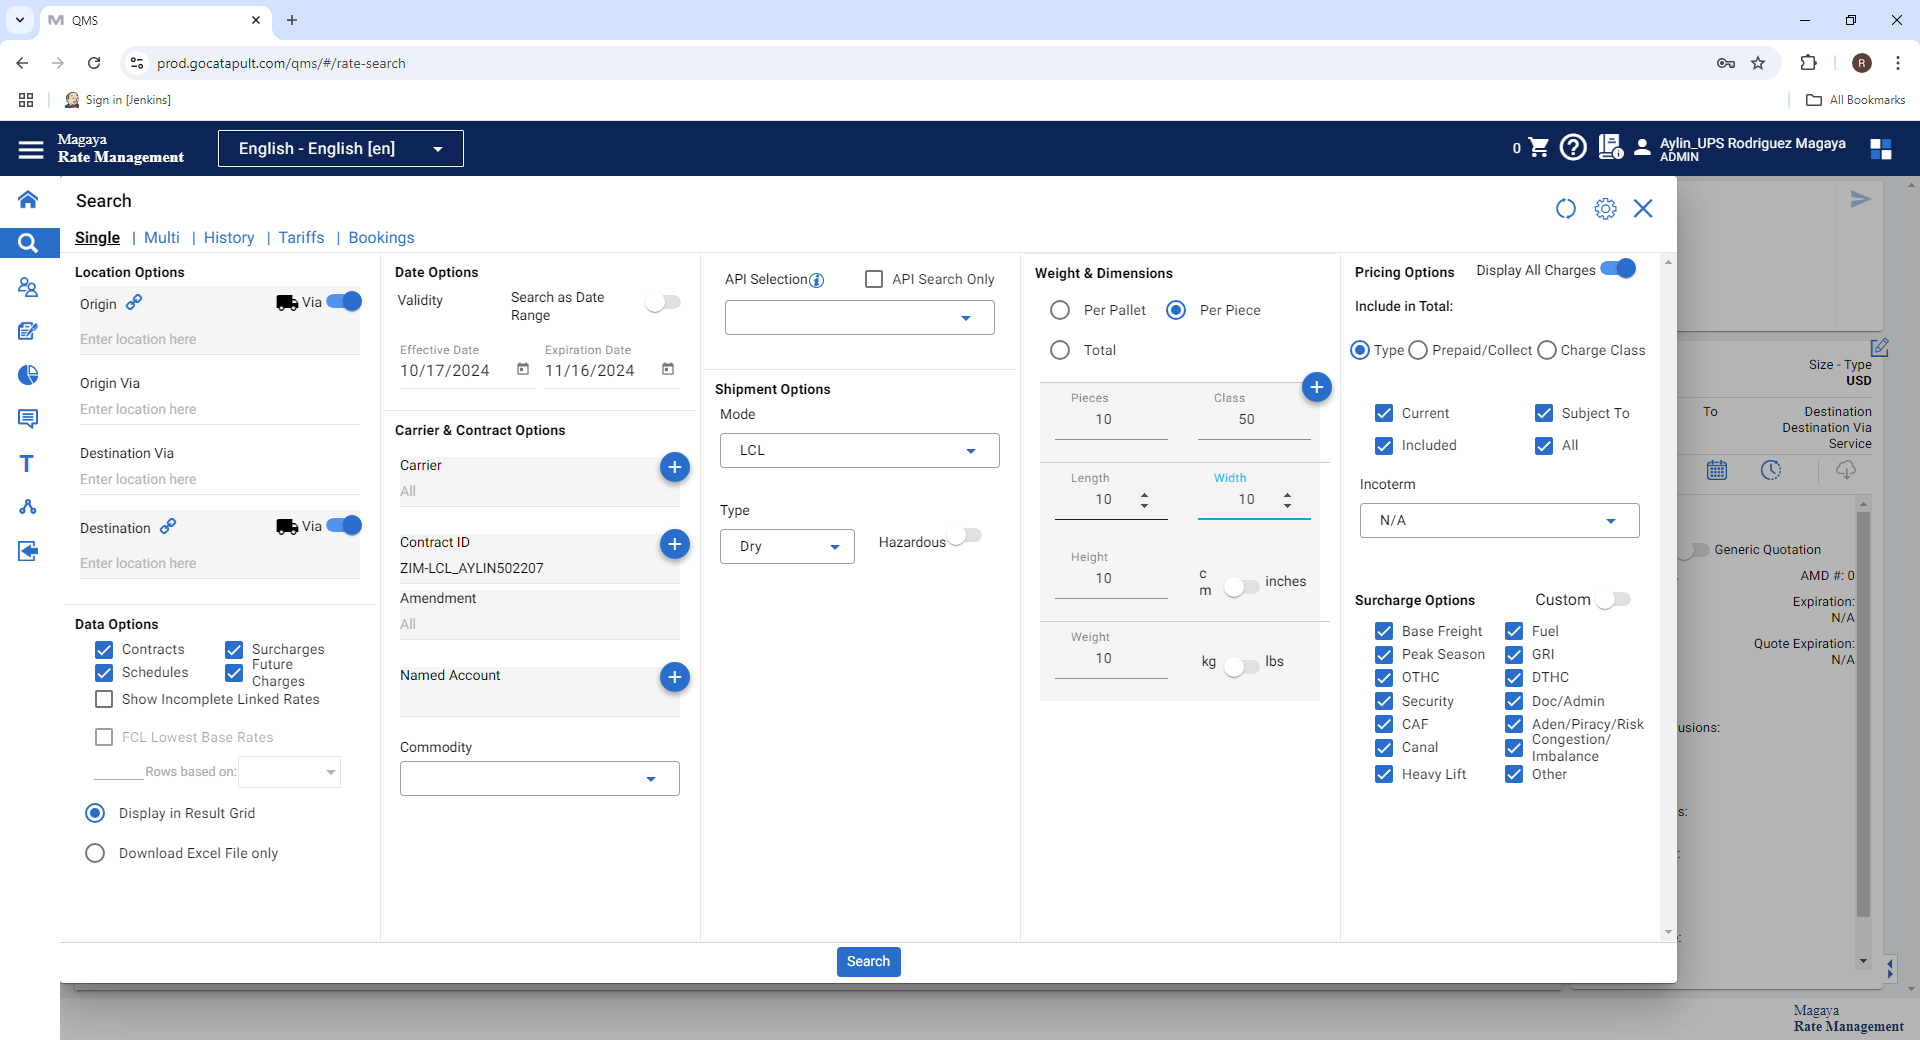 QMS
prod.gocatapult.com/qms/#/rate-search
R
Sign in [Jenkins]
All Bookmarks
Magaya
Rate Management
English - English [en]
0
Aylin_UPS Rodriguez Magaya
ADMIN
Search
Single | Multi | History | Tariffs | Bookings
Location Options
Origin
Via
Enter location here
Origin Via
Enter location here
Destination Via
Enter location here
Destination
Via
Enter location here
Data Options
Contracts
Surcharges
Schedules
Future
Charges
Show Incomplete Linked Rates
FCL Lowest Base Rates
Rows based on:
Display in Result Grid
Download Excel File only
Date Options
Validity
Search as Date
Range
Effective Date
10/17/2024
Expiration Date
11/16/2024
Carrier & Contract Options
Carrier
All
Contract ID
ZIM-LCL_AYLIN502207
Amendment
All
Named Account
Commodity
API Selection
API Search Only
Shipment Options
Mode
LCL
Type
Dry
Hazardous
Weight & Dimensions
Per Pallet
Per Piece
Total
Pieces
10
Class
50
Length
10
Width
10
Height
10
c
m
inches
Weight
10
kg
lbs
Pricing Options
Display All Charges
Include in Total:
Type
Prepaid/Collect
Charge Class
Current
Subject To
Included
All
Incoterm
N/A
Surcharge Options
Custom
Base Freight
Fuel
Peak Season
GRI
OTHC
DTHC
Security
Doc/Admin
CAF
Aden/Piracy/Risk
Canal
Congestion/
Imbalance
Heavy Lift
Other
Search
Size - Type
USD
To
Destination
Destination Via
Service
Generic Quotation
AMD #: 0
Expiration:
N/A
Quote Expiration:
N/A
usions:
s:
:
:
Magaya
Rate Management